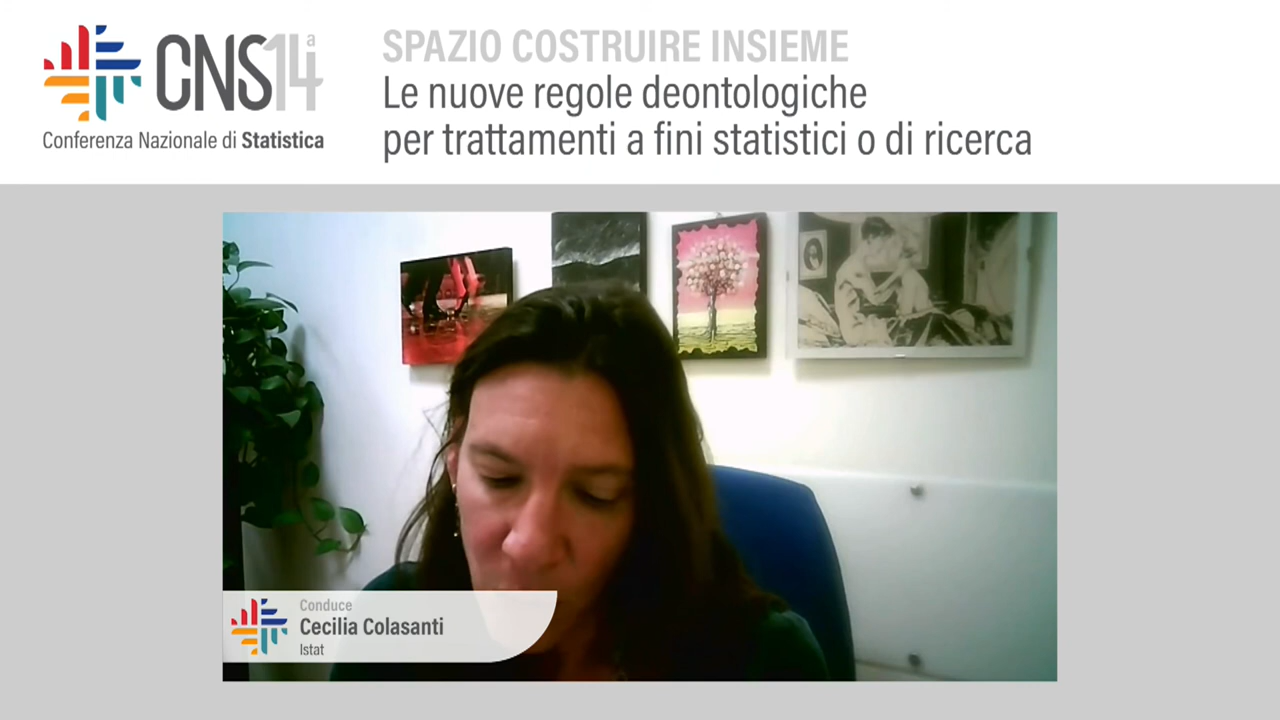 CNS14ª
Conferenza Nazionale di Statistica
SPAZIO COSTRUIRE INSIEME
Le nuove regole deontologiche
per trattamenti a fini statistici o di ricerca
Conduce
Cecilia Colasanti
Istat